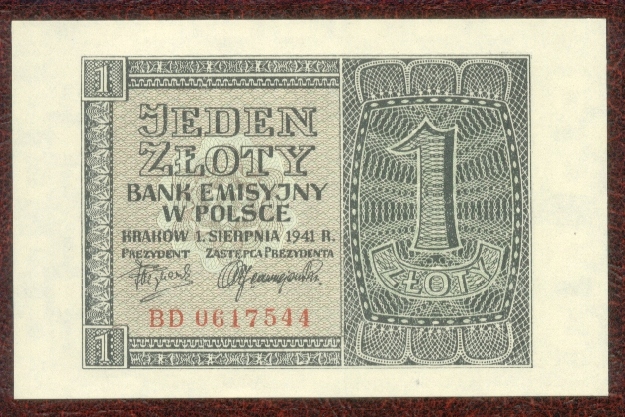 1
JEDEN
ZŁOTY
BANK EMISYJNY
W POLSCE
KRAKÓW 1. SIERPNIA 1941 R.
PREZYDENT ZASTĘPCA PREZYDENTA
BD 0617544
1
1
ZŁOTY